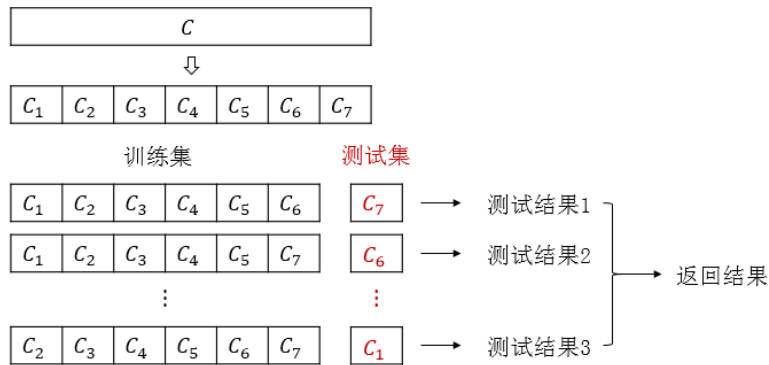 C
C₁ C₂ C₃ C₄ C₅ C₆ C₇
训练集 测试集
C₁ C₂ C₃ C₄ C₅ C₆ C₇ 测试结果1
C₁ C₂ C₃ C₄ C₅ C₇ C₆ 测试结果2
返回结果
⋮ ⋮
C₂ C₃ C₄ C₅ C₆ C₇ C₁ 测试结果3